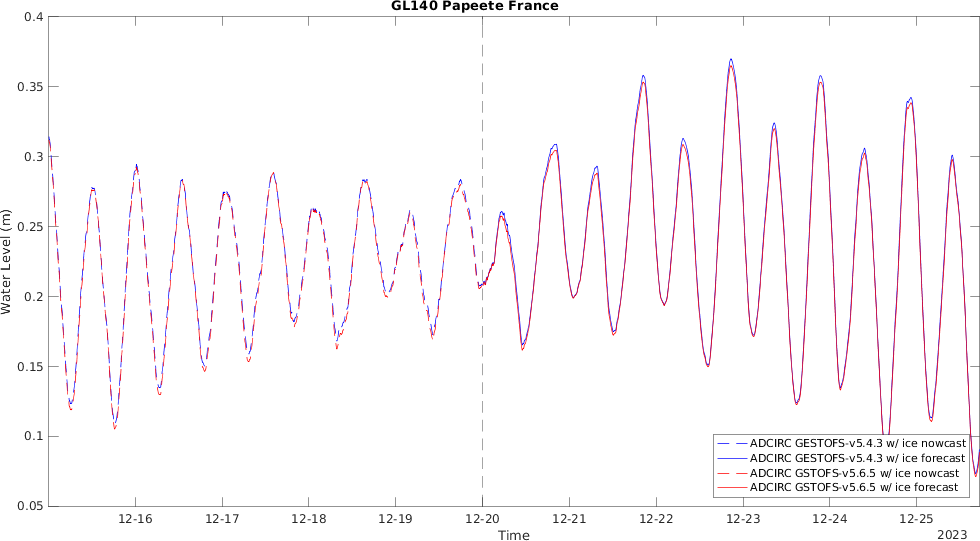 GL140 Papeete France
0.4
0.35
0.3
0.25
0.2
0.15
0.1
0.05
Water Level (m)
ADCIRC GESTOFS-v5.4.3 w/ ice nowcast
ADCIRC GESTOFS-v5.4.3 w/ ice forecast
ADCIRC GSTOFS-v5.6.5 w/ ice nowcast
ADCIRC GSTOFS-v5.6.5 w/ ice forecast
12-16 12-17 12-18 12-19 12-20 12-21 12-22 12-23 12-24 12-25
Time
2023